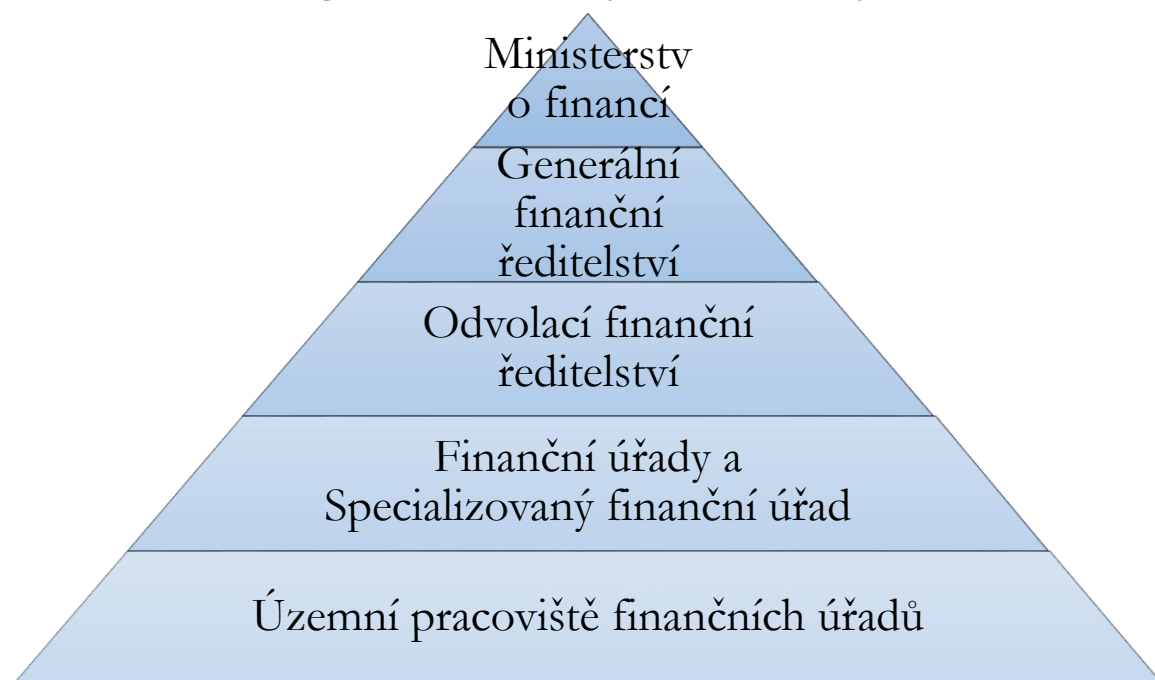 Ministerstv
o financí
Generální
finanční
ředitelství
Odvolací finanční
ředitelství
Finanční úřady a
Specializovaný finanční úřad
Územní pracoviště finančních úřadů